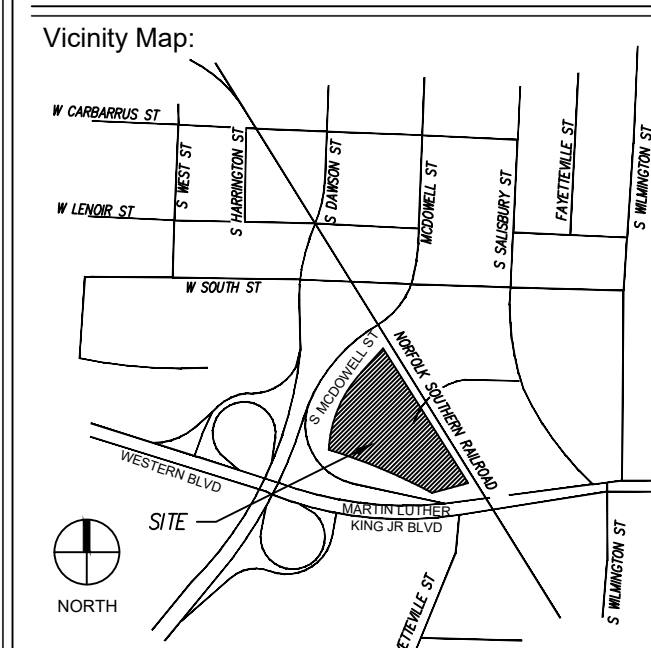 Vicinity Map:
W CARBARRUS ST
S WEST ST
S HARRINGTON ST
S DAWSON ST
MCDOWELL ST
S SALISBURY ST
FAYETTEVILLE ST
S WILMINGTON ST
W LENOIR ST
W SOUTH ST
S MCDOWELL ST
NORFOLK SOUTHERN RAILROAD
WESTERN BLVD
SITE
MARTIN LUTHER
KING JR BLVD
NORTH
ETTEVILLE ST
S WILMINGTON ST